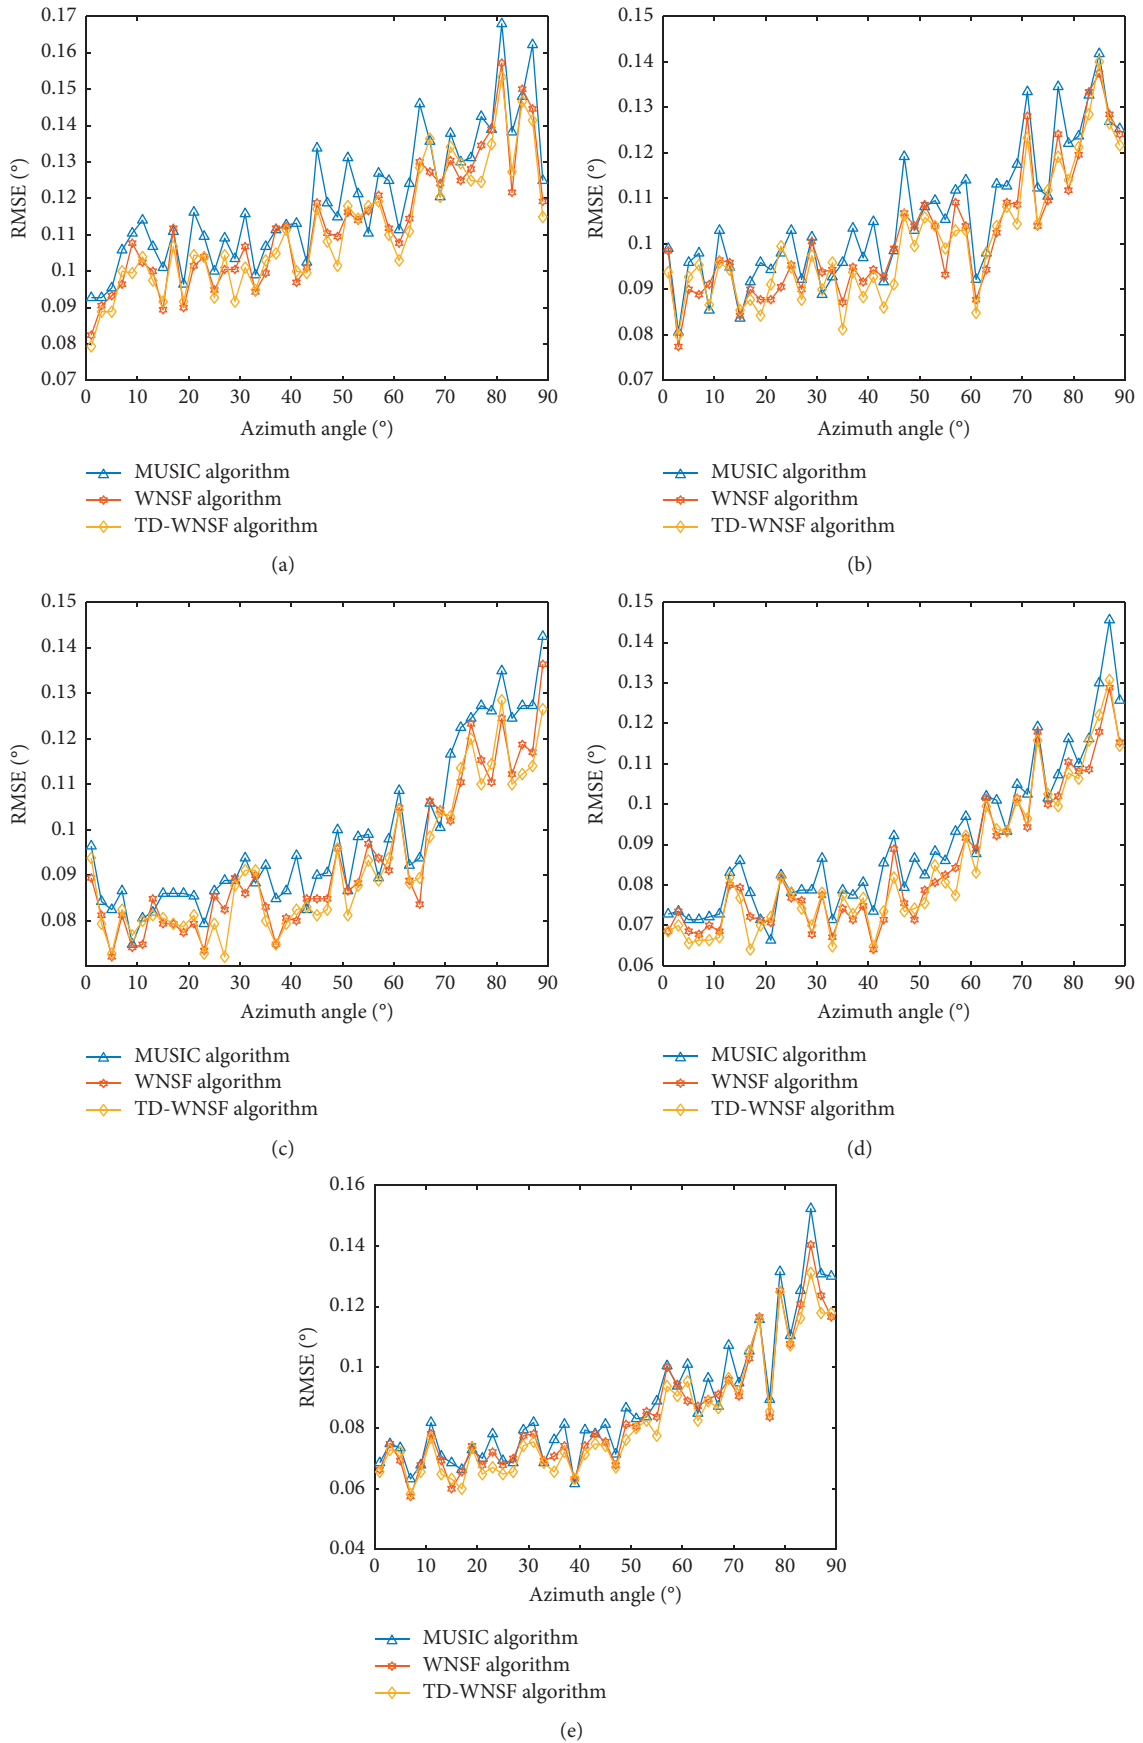 0.17
0.16
0.15
0.14
0.13
0.12
0.11
0.1
0.09
0.08
0.07
RMSE (°)
0 10 20 30 40 50 60 70 80 90
Azimuth angle (°)
MUSIC algorithm
WNSF algorithm
TD-WNSF algorithm
(a)
0.15
0.14
0.13
0.12
0.11
0.1
0.09
0.08
0.07
RMSE (°)
0 10 20 30 40 50 60 70 80 90
Azimuth angle (°)
MUSIC algorithm
WNSF algorithm
TD-WNSF algorithm
(b)
0.15
0.14
0.13
0.12
0.11
0.1
0.09
0.08
RMSE (°)
0 10 20 30 40 50 60 70 80 90
Azimuth angle (°)
MUSIC algorithm
WNSF algorithm
TD-WNSF algorithm
(c)
0.15
0.14
0.13
0.12
0.11
0.1
0.09
0.08
0.07
0.06
RMSE (°)
0 10 20 30 40 50 60 70 80 90
Azimuth angle (°)
MUSIC algorithm
WNSF algorithm
TD-WNSF algorithm
(d)
0.16
0.14
0.12
0.1
0.08
0.06
0.04
RMSE (°)
0 10 20 30 40 50 60 70 80 90
Azimuth angle (°)
MUSIC algorithm
WNSF algorithm
TD-WNSF algorithm
(e)